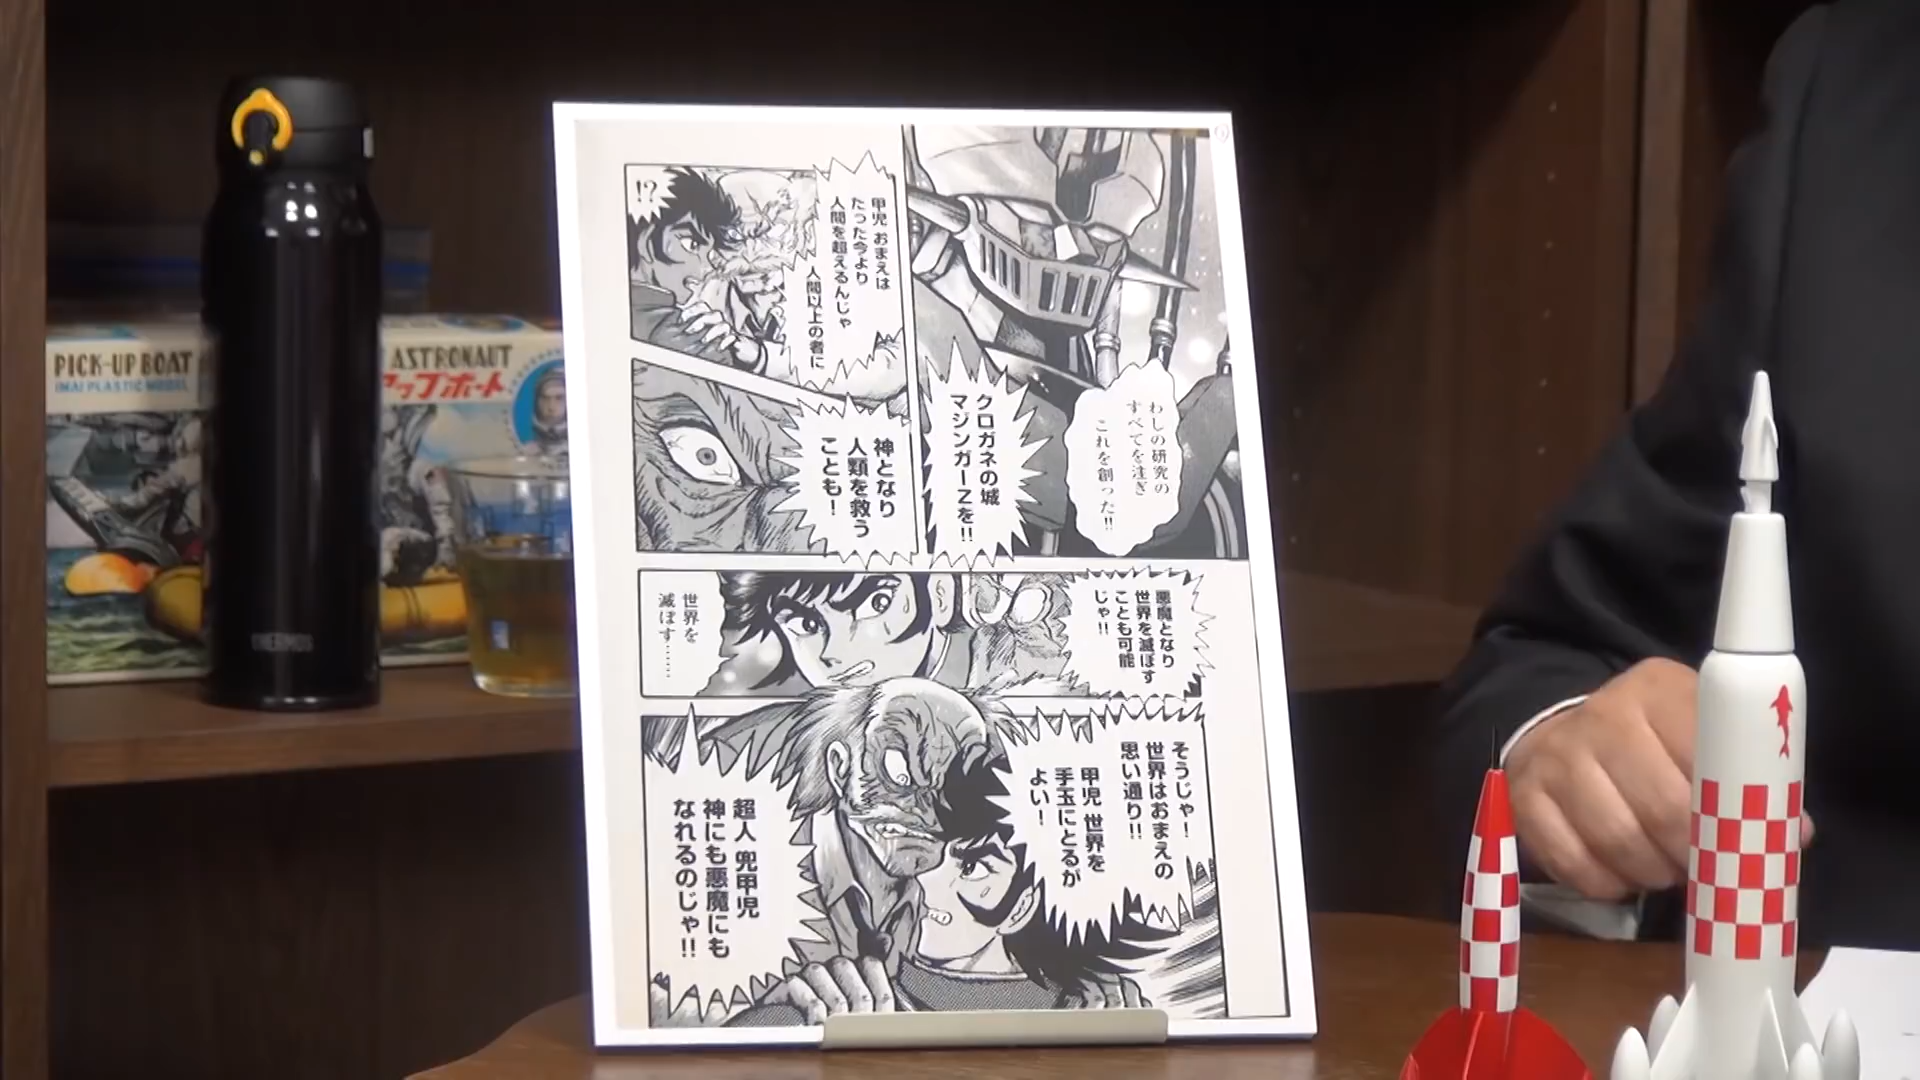 わしの研究の
すべてを注ぎ
これを創った!!
クロガネの城
マジンガーZを!!
甲児 おまえは
たった今より
人間を超えるんじゃ
人間以上の者に
!?
神となり
人類を救う
ことも!
悪魔となり
世界を滅ぼす
ことも可能
じゃ!!
世界を
滅ぼす……
そうじゃ!
世界はおまえの
思い通り!!
甲児 世界を
手玉にとるが
よい!
超人 兜甲児
神にも悪魔にも
なれるのじゃ!!
PICK-UP BOAT
IMAI PLASTIC MODEL
ASTRONAUT
アップボート
THERMOS